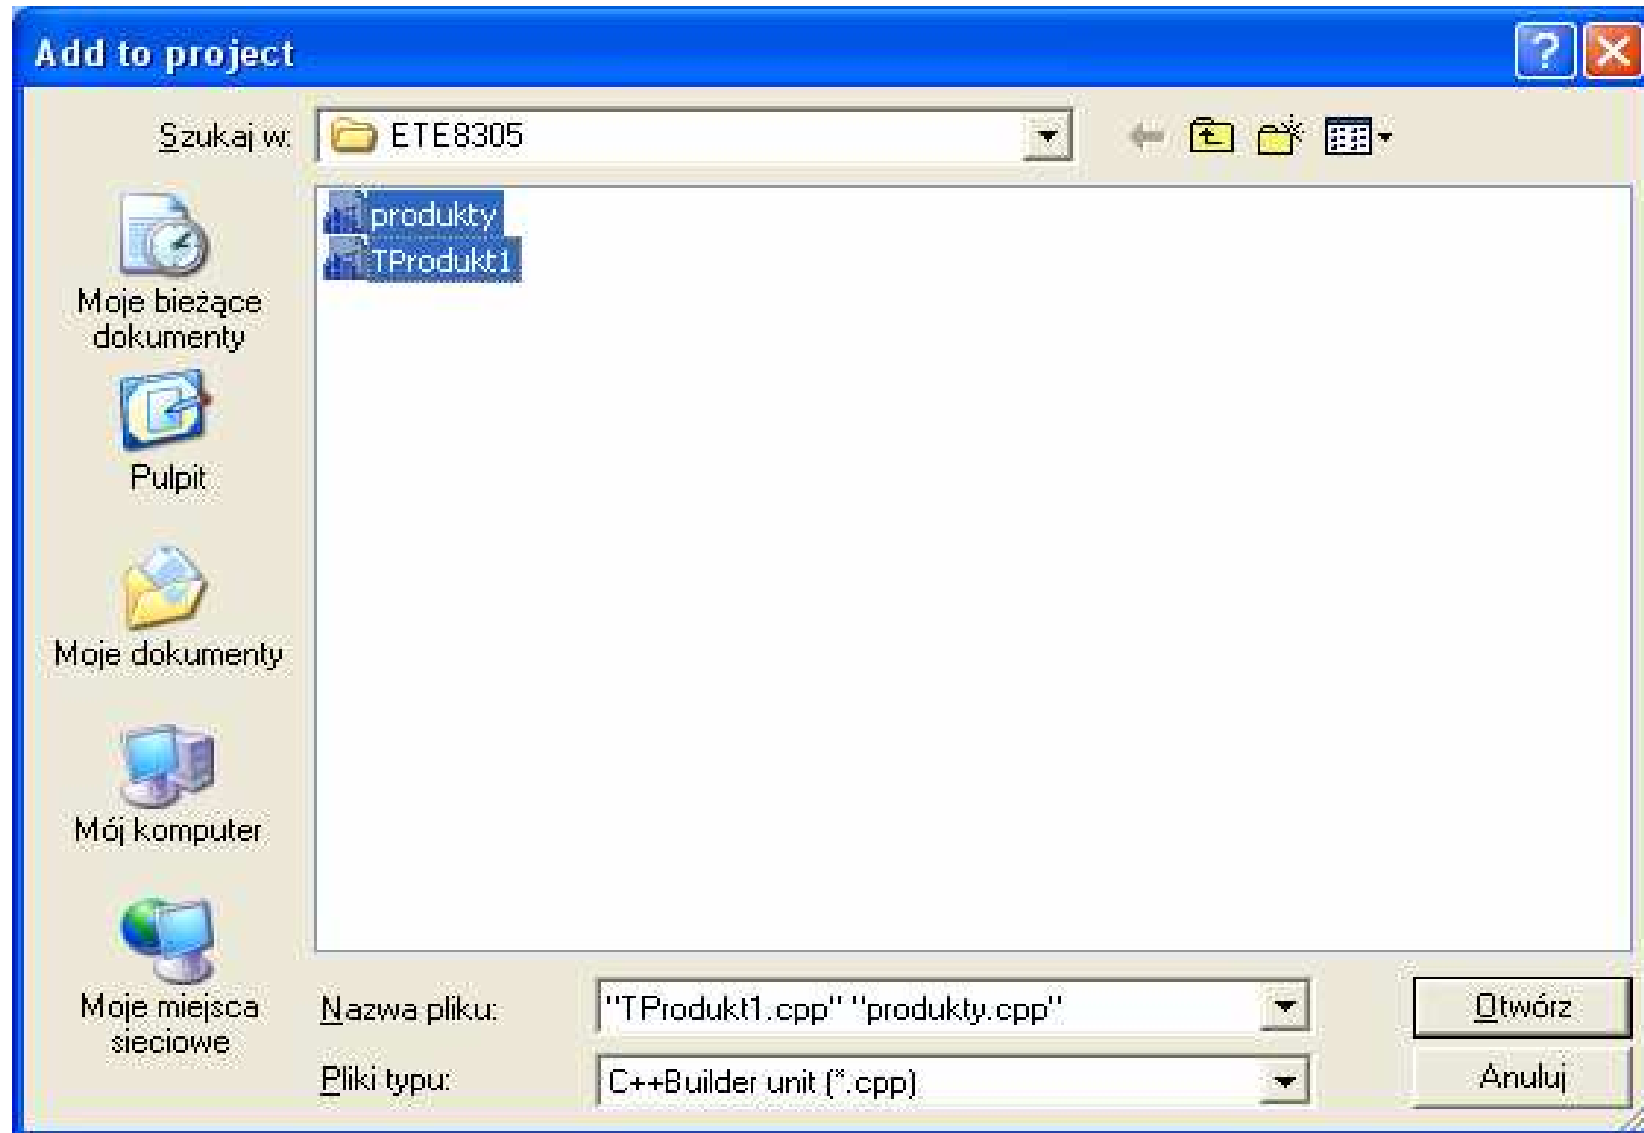 Add to project
Szukaj w:
ETE8305
produkty
TProdukt1
Moje bieżące
dokumenty
Pulpit
Moje dokumenty
Mój komputer
Moje miejsca
sieciowe
Nazwa pliku:
"TProdukt1.cpp" "produkty.cpp"
Otwórz
Pliki typu:
C++Builder unit (*.cpp)
Anuluj